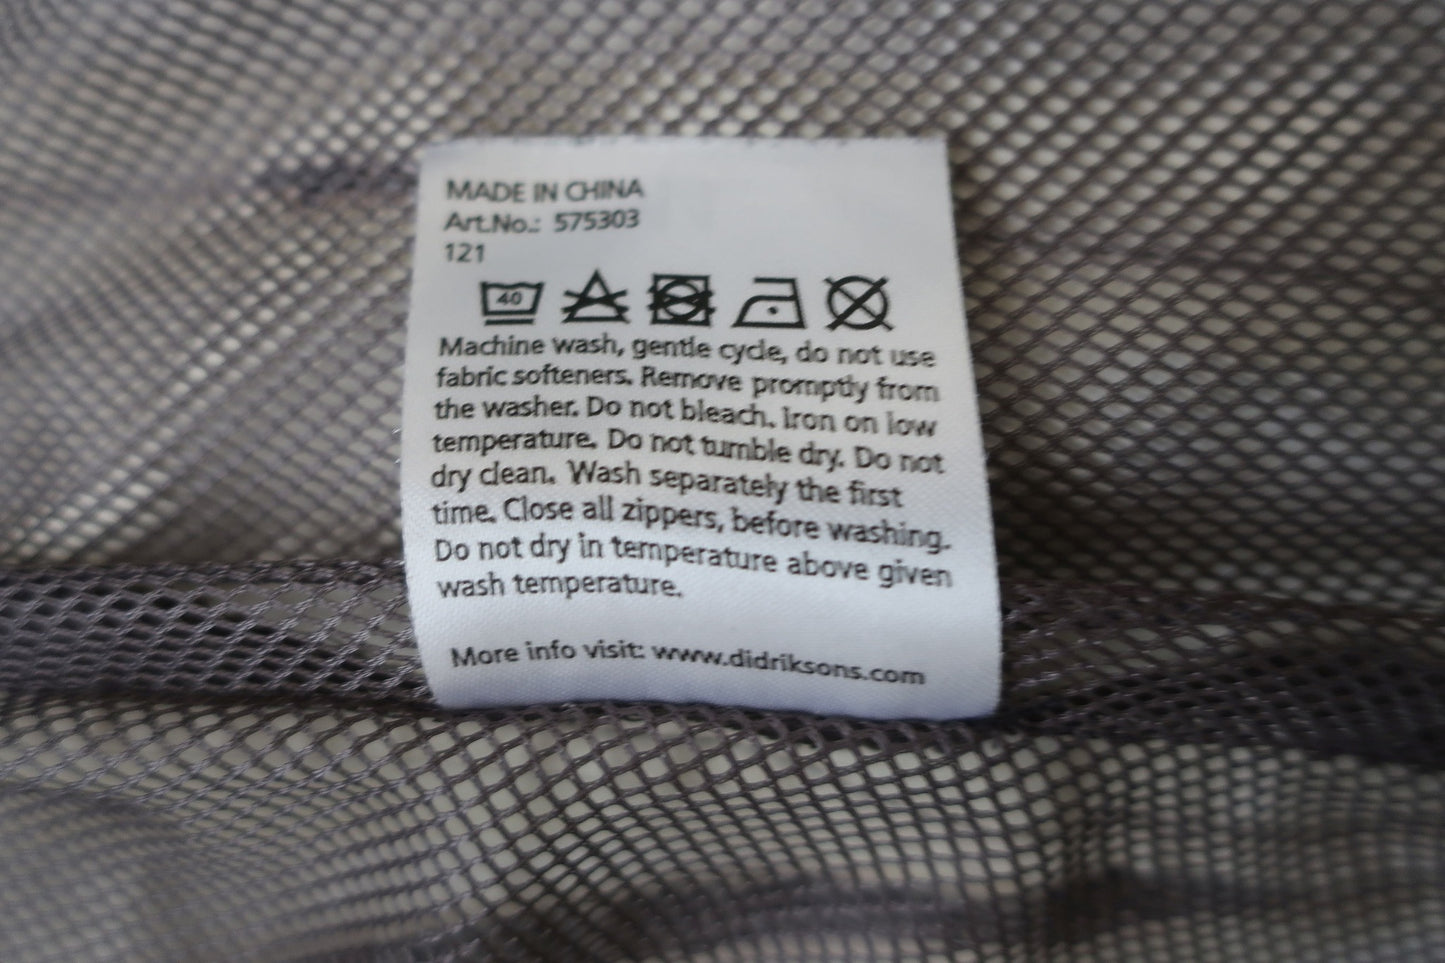 MADE IN CHINA
Art.No.: 575303
121
40
Machine wash, gentle cycle, do not use
fabric softeners. Remove promptly from
the washer. Do not bleach. Iron on low
temperature. Do not tumble dry. Do not
dry clean. Wash separately the first
time. Close all zippers, before washing.
Do not dry in temperature above given
wash temperature.
More info visit: www.didriksons.com